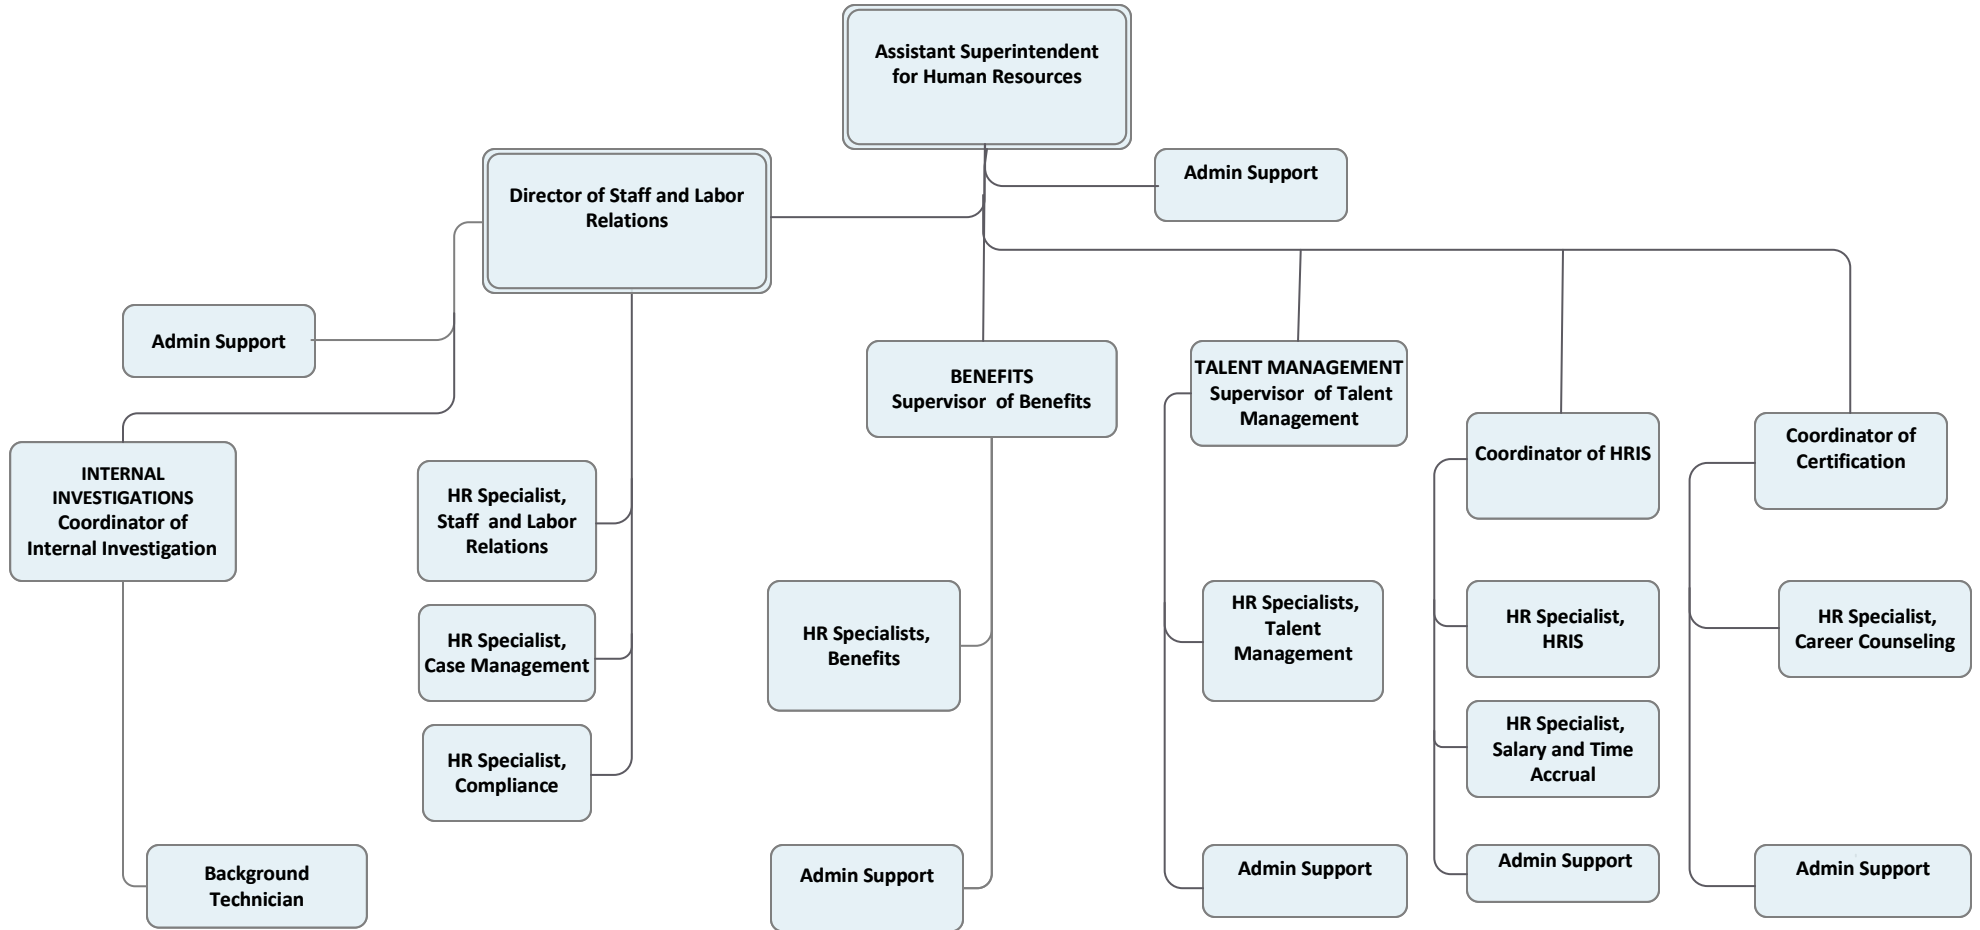 Assistant Superintendent
for Human Resources
Admin Support
Director of Staff and Labor
Relations
Admin Support
INTERNAL
INVESTIGATIONS
Coordinator of
Internal Investigation
Background
Technician
HR Specialist,
Staff  and Labor
Relations
HR Specialist,
Case Management
HR Specialist,
Compliance
BENEFITS
Supervisor  of Benefits
HR Specialists,
Benefits
Admin Support
TALENT MANAGEMENT
Supervisor  of Talent
Management
HR Specialists,
Talent
Management
Admin Support
Coordinator of HRIS
HR Specialist,
HRIS
HR Specialist,
Salary and Time
Accrual
Admin Support
Coordinator of
Certification
HR Specialist,
Career Counseling
Admin Support